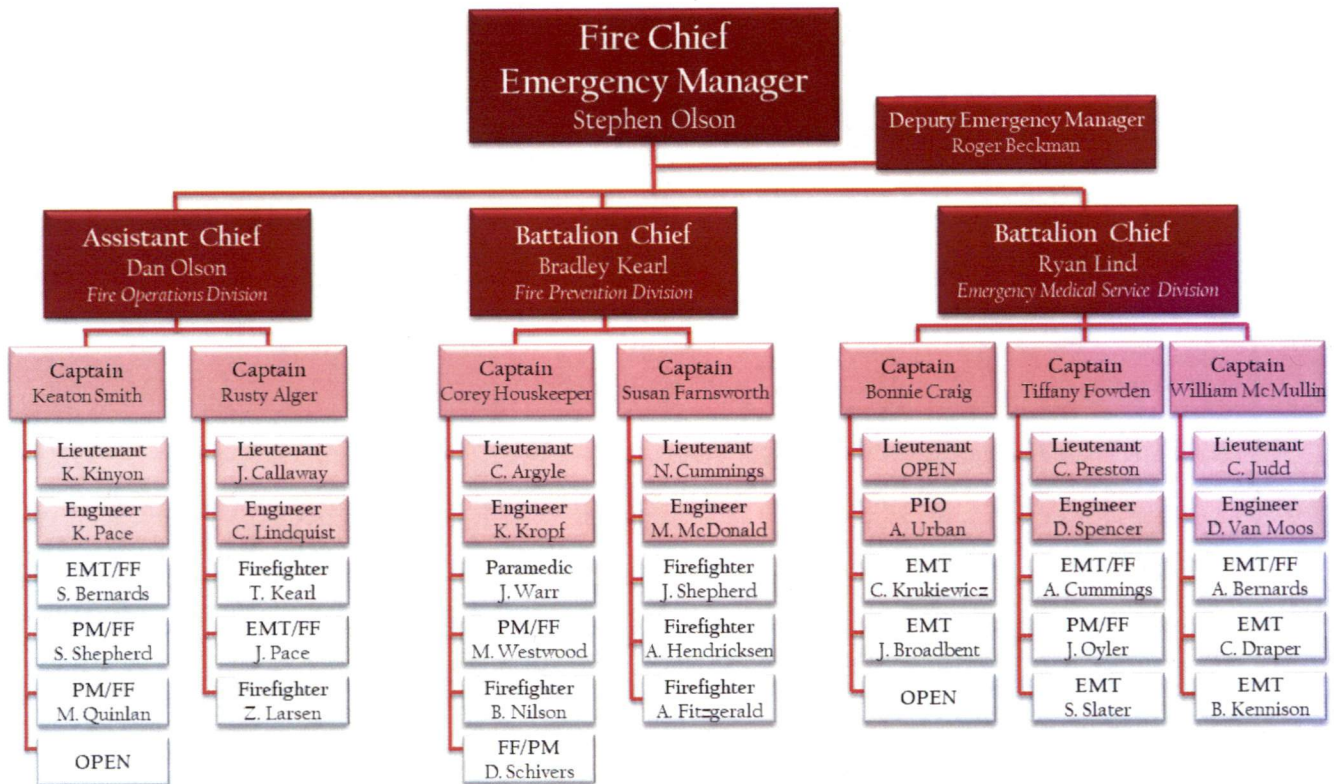 Fire Chief
Emergency Manager
Stephen Olson
Deputy Emergency Manager
Roger Beckman
Assistant Chief
Dan Olson
Fire Operations Division
Battalion Chief
Bradley Kearl
Fire Prevention Division
Battalion Chief
Ryan Lind
Emergency Medical Service Division
Captain
Keaton Smith
Lieutenant
K. Kinyon
Engineer
K. Pace
EMT/FF
S. Bernards
PM/FF
S. Shepherd
PM/FF
M. Quinlan
OPEN
Captain
Rusty Alger
Lieutenant
J. Callaway
Engineer
C. Lindquist
Firefighter
T. Kearl
EMT/FF
J. Pace
Firefighter
Z. Larsen
Captain
Corey Houskeeper
Lieutenant
C. Argyle
Engineer
K. Kropf
Paramedic
J. Warr
PM/FF
M. Westwood
Firefighter
B. Nilson
FF/PM
D. Schivers
Captain
Susan Farnsworth
Lieutenant
N. Cummings
Engineer
M. McDonald
Firefighter
J. Shepherd
Firefighter
A. Hendricksen
Firefighter
A. Fitzgerald
Captain
Bonnie Craig
Lieutenant
OPEN
PIO
A. Urban
EMT
C. Krukiewicz
EMT
J. Broadbent
OPEN
Captain
Tiffany Fowden
Lieutenant
C. Preston
Engineer
D. Spencer
EMT/FF
A. Cummings
PM/FF
J. Oyler
EMT
S. Slater
Captain
William McMullin
Lieutenant
C. Judd
Engineer
D. Van Moos
EMT/FF
A. Bernards
EMT
C. Draper
EMT
B. Kennison